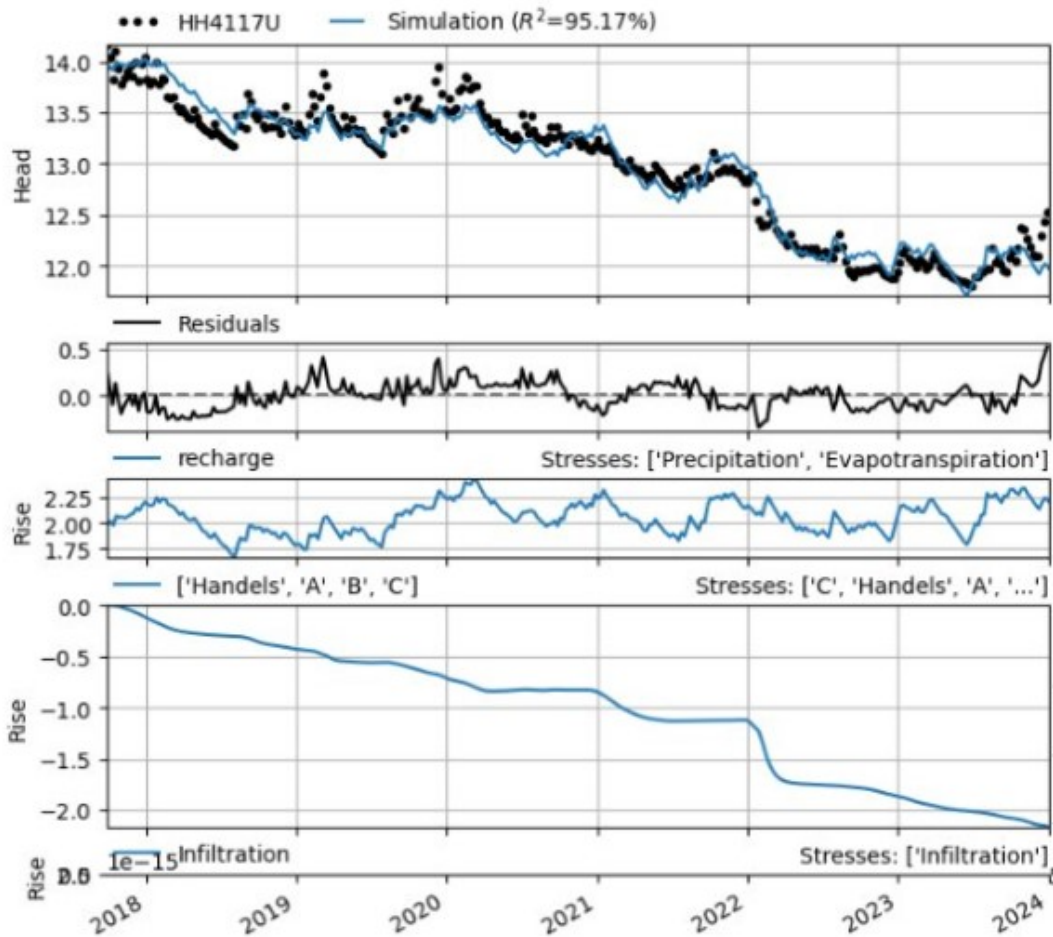 HH4117U Simulation (R²=95.17%)
14.0
13.5
13.0
12.5
12.0
Head
Residuals
0.5
0.0
recharge Stresses: ['Precipitation', 'Evapotranspiration']
2.25
2.00
1.75
Rise
['Handels', 'A', 'B', 'C'] Stresses: ['C', 'Handels', 'A', '...']
0.0
−0.5
−1.0
−1.5
−2.0
Rise
1e−15 Infiltration Stresses: ['Infiltration']
Rise
2018 2019 2020 2021 2022 2023 2024